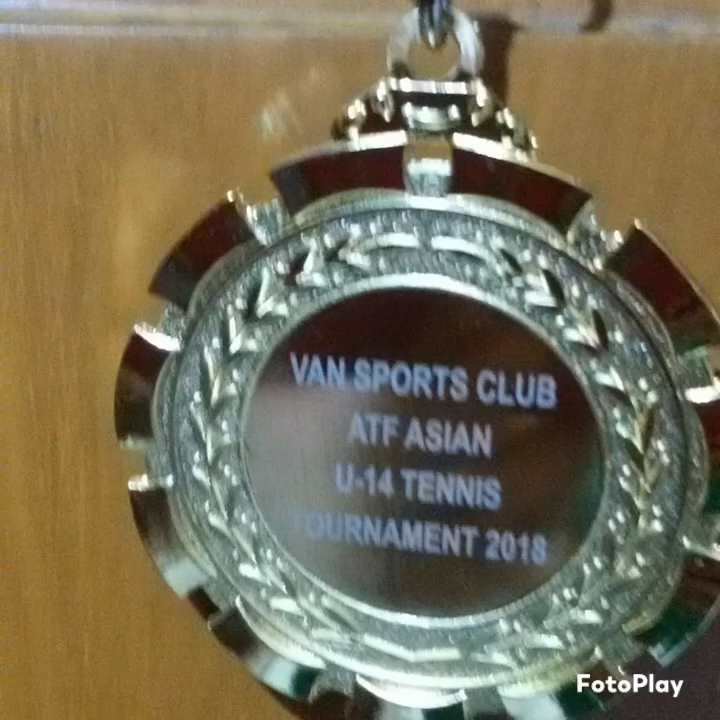 VAN SPORTS CLUB
ATF ASIAN
U-14 TENNIS
TOURNAMENT 2018
FotoPlay